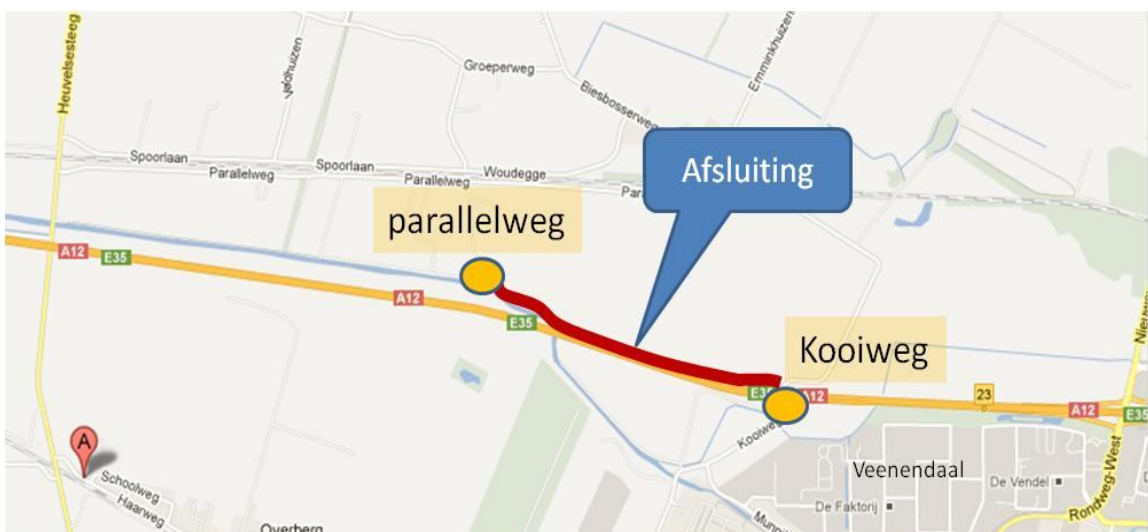 Heuvelsesteeg
Veldhuizen
Groeperweg
Emminkhuizen
Biesbosserweg
Spoorlaan
Parallelweg
Spoorlaan
Parallelweg
Woudegge
Afsluiting
parallelweg
A12
E35
A12
E35
Kooiweg
A12
23
A12
E35
A
Schoolweg
Haarweg
Overberg
Kooiweg
Veenendaal
De Vendel
De Faktorij
Rondweg-West